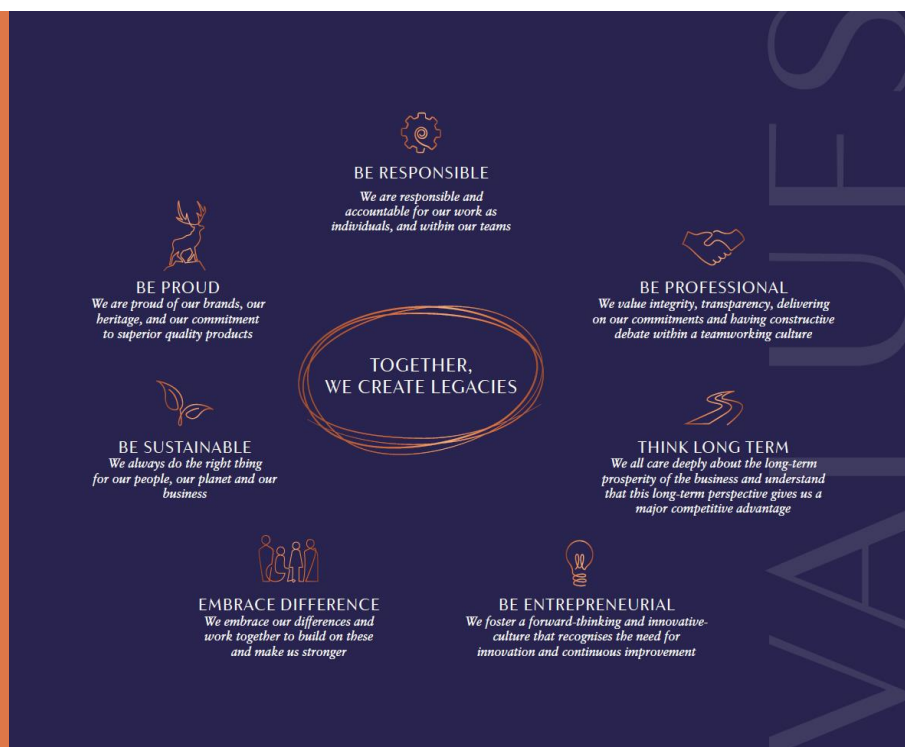 BE RESPONSIBLE
We are responsible and
accountable for our work as
individuals, and within our teams
BE PROFESSIONAL
We value integrity, transparency, delivering
on our commitments and having constructive
debate within a teamworking culture
THINK LONG TERM
We all care deeply about the long-term
prosperity of the business and understand
that this long-term perspective gives us a
major competitive advantage
BE ENTREPRENEURIAL
We foster a forward-thinking and innovative-
culture that recognises the need for
innovation and continuous improvement
EMBRACE DIFFERENCE
We embrace our differences and
work together to build on these
and make us stronger
BE SUSTAINABLE
We always do the right thing
for our people, our planet and our
business
BE PROUD
We are proud of our brands, our
heritage, and our commitment
to superior quality products
TOGETHER,
WE CREATE LEGACIES
VALUES